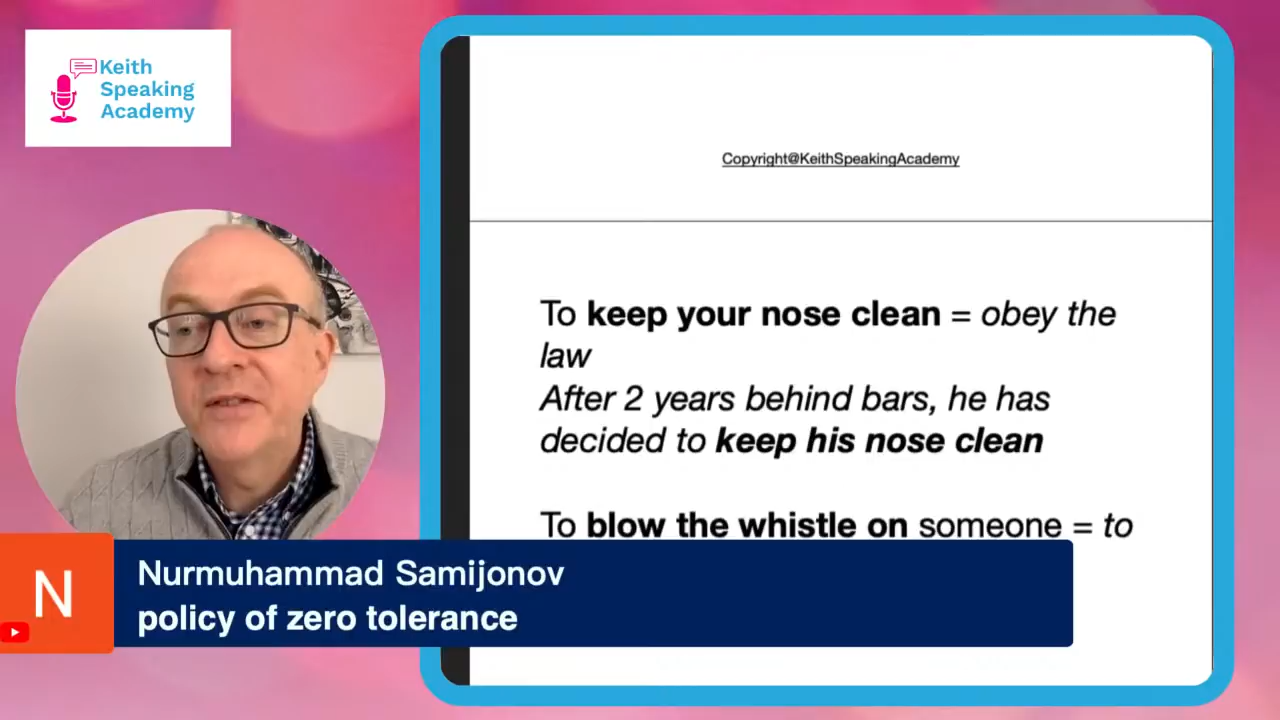 Keith
Speaking
Academy
Copyright@KeithSpeakingAcademy
To keep your nose clean = obey the
law
After 2 years behind bars, he has
decided to keep his nose clean
To blow the whistle on someone = to
N
Nurmuhammad Samijonov
policy of zero tolerance